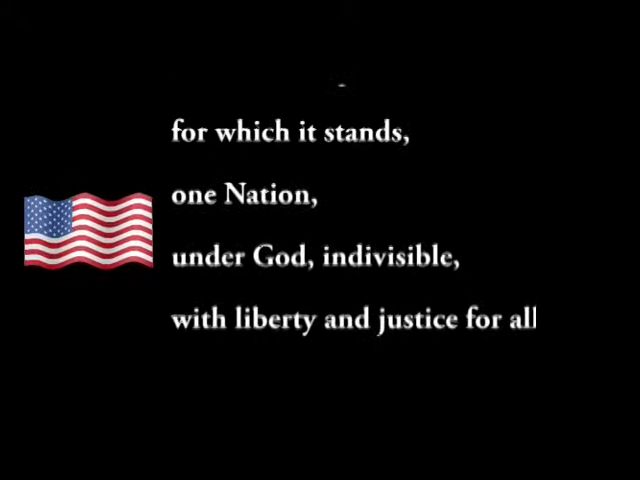 for which it stands,
one Nation,
under God, indivisible,
with liberty and justice for all